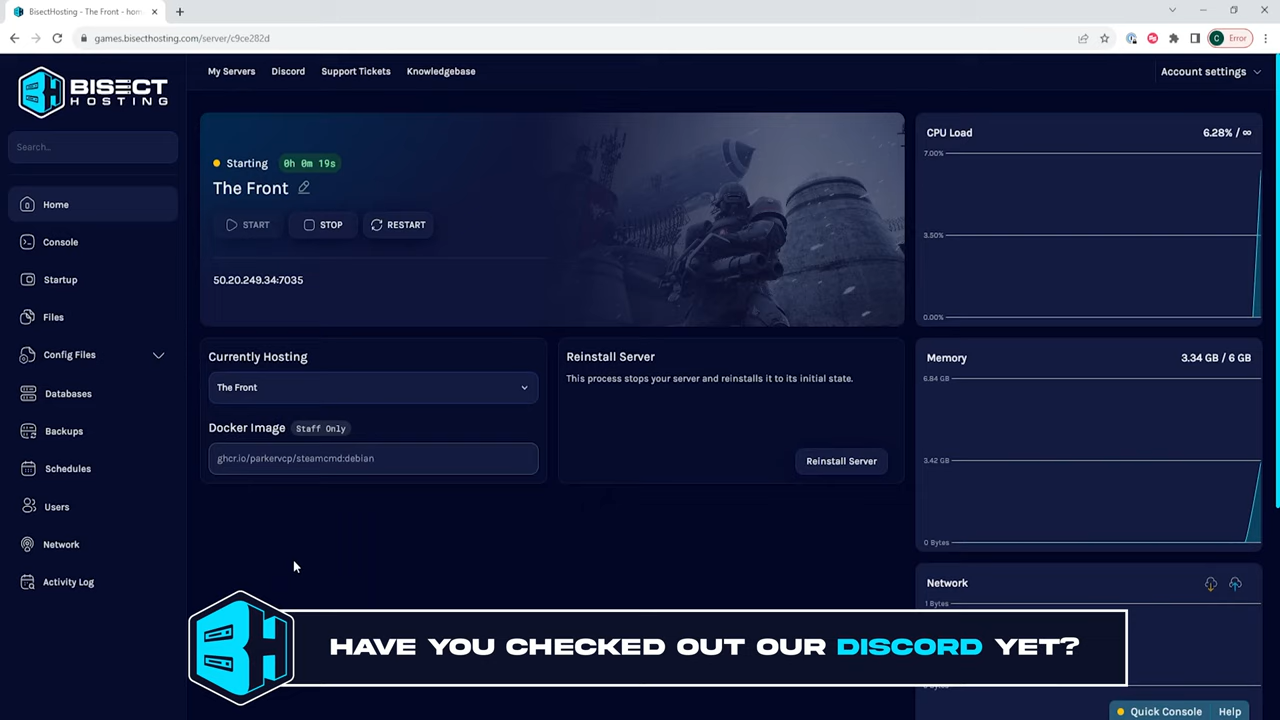 BisectHosting - The Front - hom
games.bisecthosting.com/server/c9ce282d
Error
BISECT
HOSTING
My Servers
Discord
Support Tickets
Knowledgebase
Account settings
Search...
Home
Console
Startup
Files
Config Files
Databases
Backups
Schedules
Users
Network
Activity Log
Starting 0h 0m 19s
The Front
START
STOP
RESTART
50.20.249.34:7035
Currently Hosting
The Front
Docker Image Staff Only
ghcr.io/parkervcp/steamcmd:debian
Reinstall Server
This process stops your server and reinstalls it to its initial state.
Reinstall Server
CPU Load 6.28% / ∞
7.00%
3.50%
0.00%
Memory 3.34 GB / 6 GB
6.84 GB
3.42 GB
0 Bytes
Network
1 Bytes
HAVE YOU CHECKED OUT OUR DISCORD YET?
Quick Console
Help